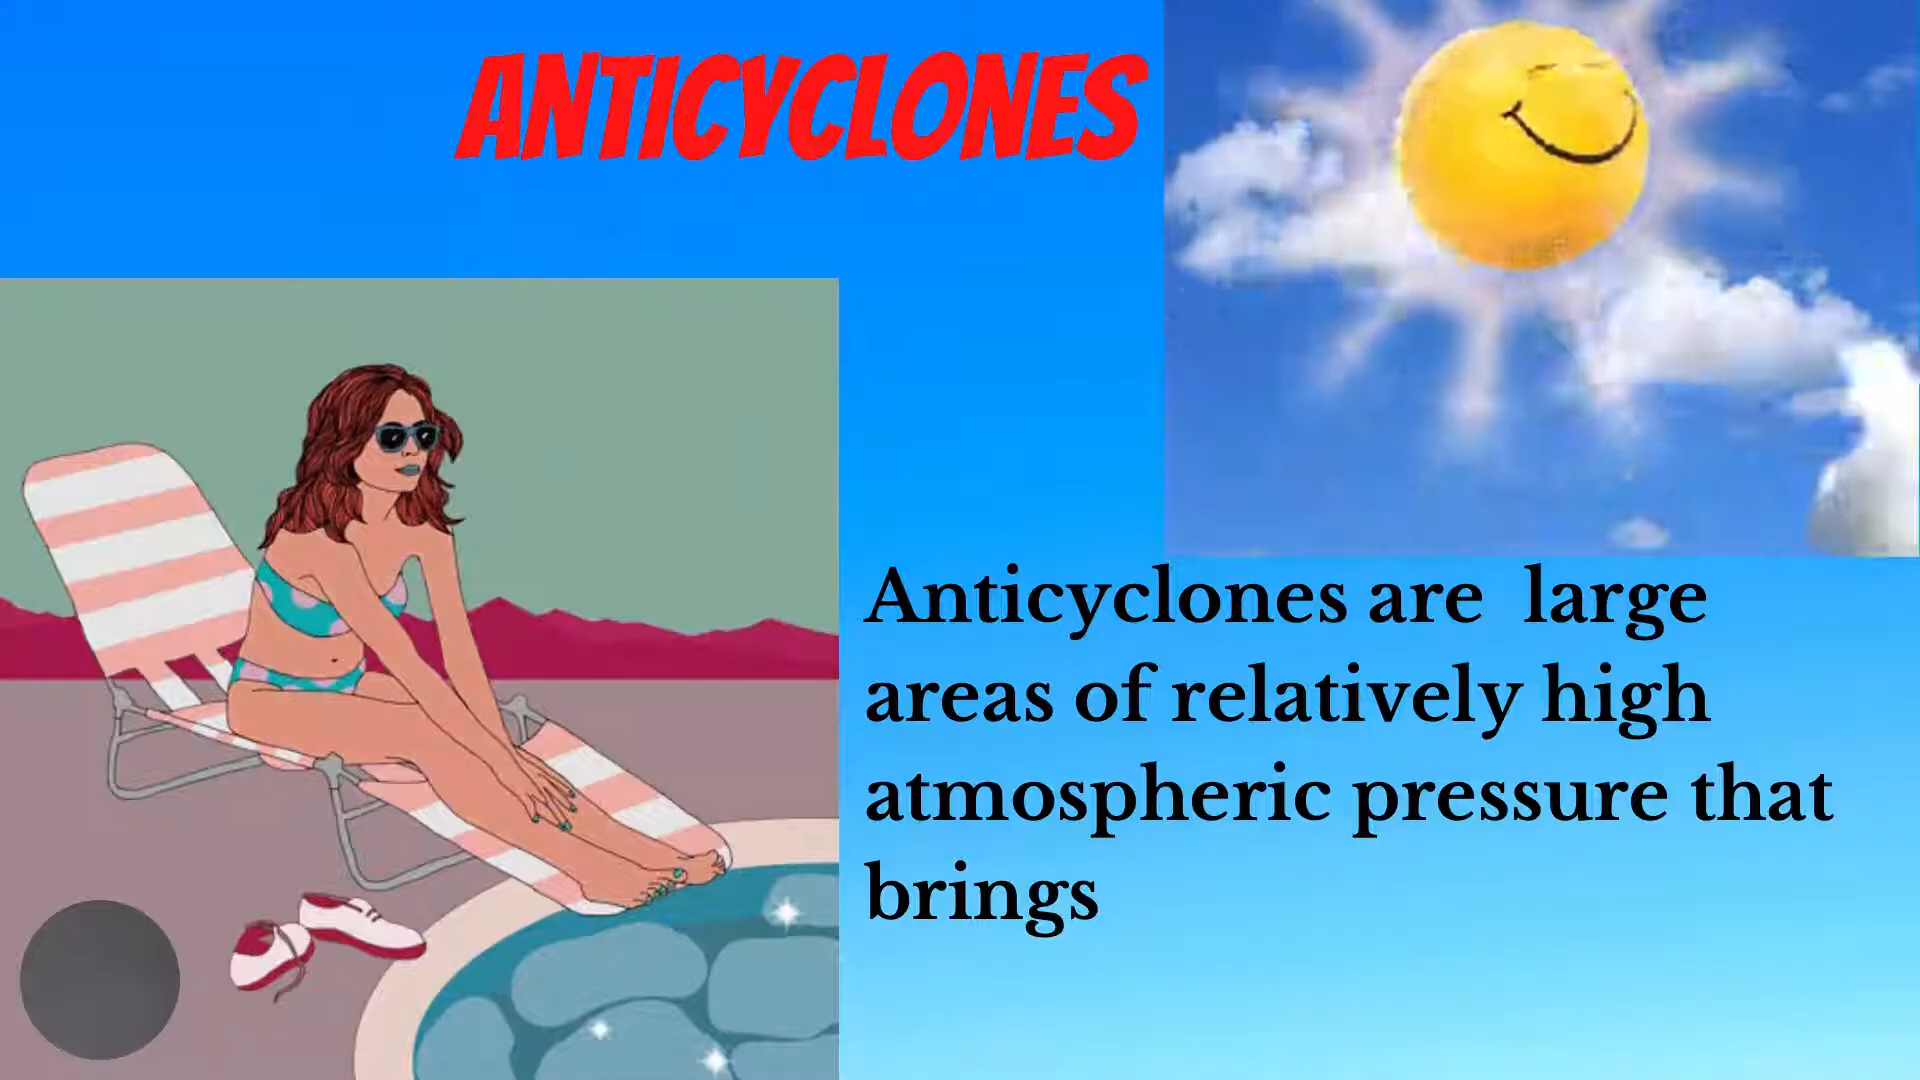 ANTICYCLONES
Anticyclones are  large
areas of relatively high
atmospheric pressure that
brings